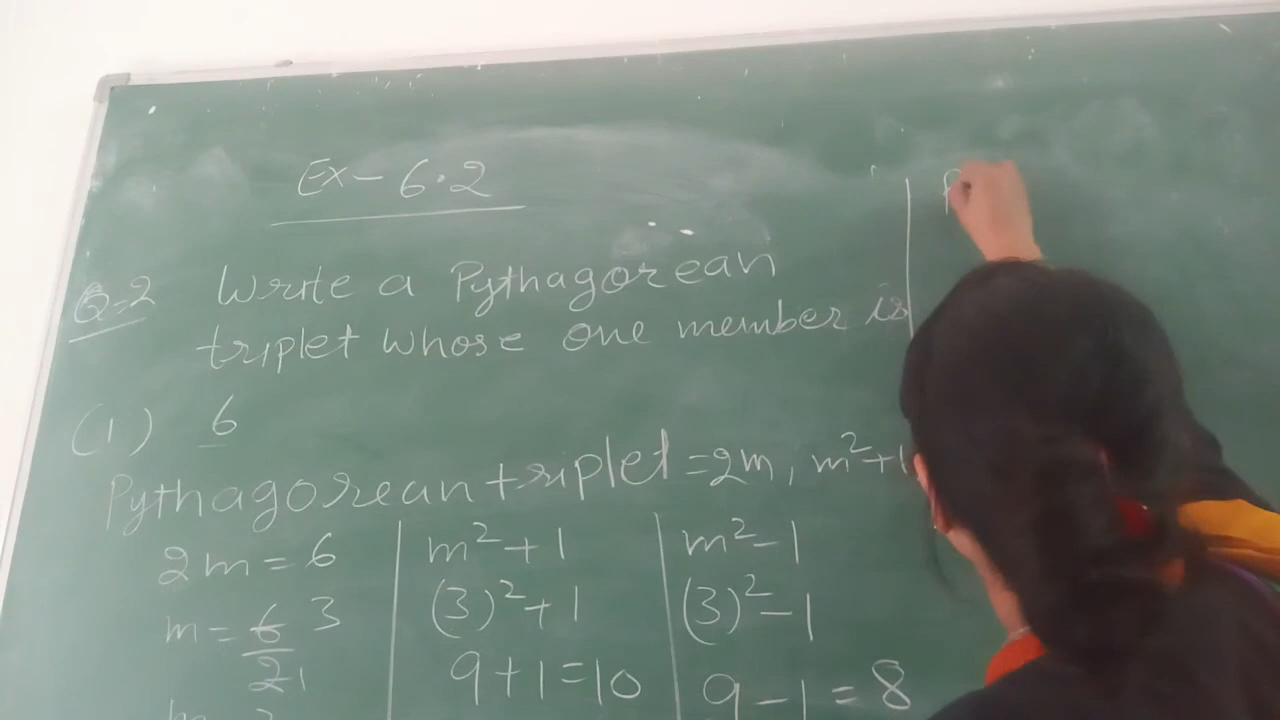 Ex - 6.2
Q-2 Write a Pythagorean
triplet whose one member is
(1) 6
Pythagorean triplet = 2m, m²+1
2m = 6
m = 6/2 3 1
m²+1
(3)²+1
9+1=10
m²-1
(3)²-1
9-1=8